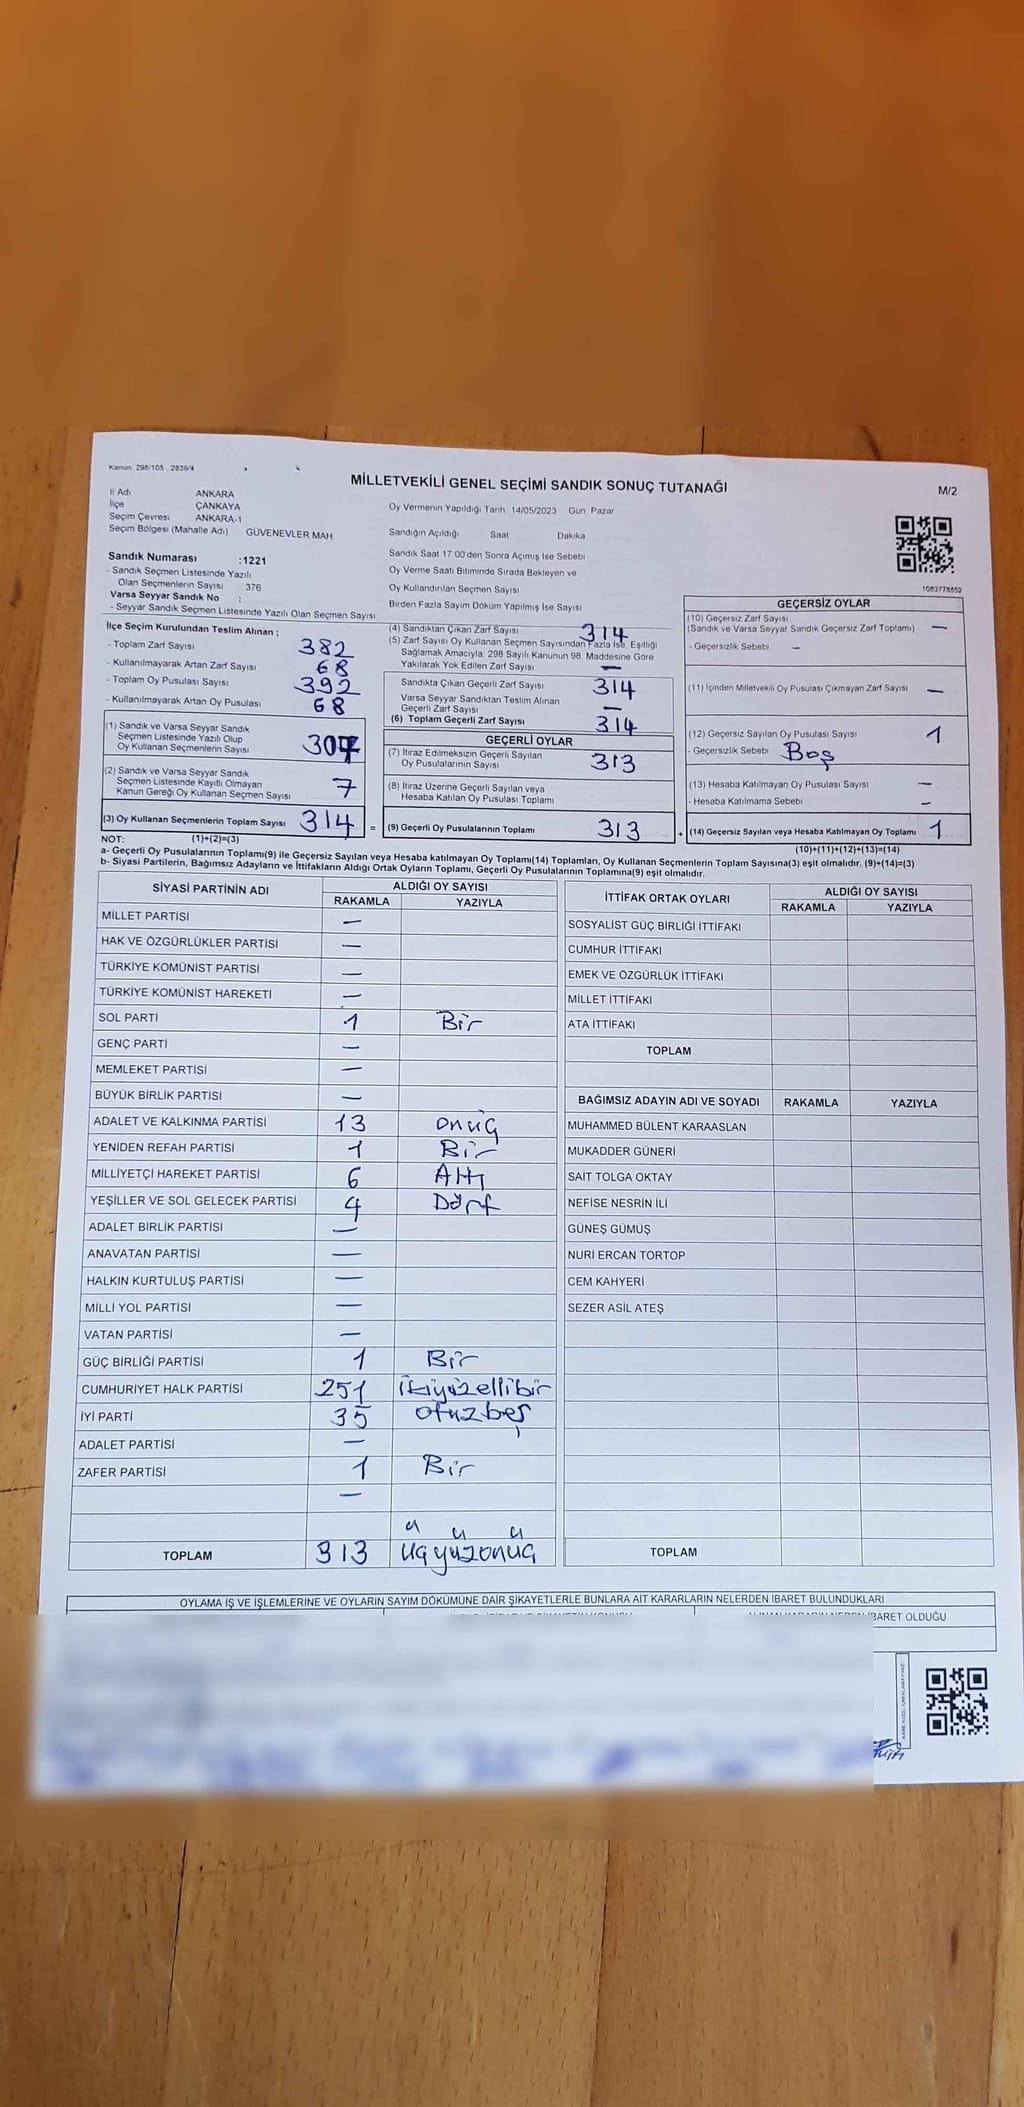 Kanun: 298/105 , 2839/4
MİLLETVEKİLİ GENEL SEÇİMİ SANDIK SONUÇ TUTANAĞI
M/2
İl Adı ANKARA
İlçe ÇANKAYA
Seçim Çevresi ANKARA-1
Seçim Bölgesi (Mahalle Adı) GÜVENEVLER MAH
Sandık Numarası :1221
- Sandık Seçmen Listesinde Yazılı
Olan Seçmenlerin Sayısı 376
Varsa Seyyar Sandık No :
- Seyyar Sandık Seçmen Listesinde Yazılı Olan Seçmen Sayısı
Oy Vermenin Yapıldığı Tarih 14/05/2023 Gün Pazar
Sandığın Açıldığı Saat Dakika
Sandık Saat 17:00'den Sonra Açımış İse Sebebi
Oy Verme Saati Bitiminde Sırada Bekleyen ve
Oy Kullandırılan Seçmen Sayısı
Birden Fazla Sayım Döküm Yapılmış İse Sayısı
1083778852
İlçe Seçim Kurulundan Teslim Alınan ;
- Toplam Zarf Sayısı 382
- Kullanılmayarak Artan Zarf Sayısı 68
- Toplam Oy Pusulası Sayısı 392
- Kullanılmayarak Artan Oy Pusulası 68
(1) Sandık ve Varsa Seyyar Sandık
Seçmen Listesinde Yazılı Olup
Oy Kullanan Seçmenlerin Sayısı 307
(2) Sandık ve Varsa Seyyar Sandık
Seçmen Listesinde Kayıtlı Olmayan
Kanun Gereği Oy Kullanan Seçmen Sayısı 7
(3) Oy Kullanan Seçmenlerin Toplam Sayısı 314 =
(4) Sandıktan Çıkan Zarf Sayısı 314
(5) Zarf Sayısı Oy Kullanan Seçmen Sayısından Fazla İse, Eşitliği
Sağlamak Amacıyla, 298 Sayılı Kanunun 98. Maddesine Göre
Yakılarak Yok Edilen Zarf Sayısı —
Sandıkta Çıkan Geçerli Zarf Sayısı 314
Varsa Seyyar Sandıktan Teslim Alınan
Geçerli Zarf Sayısı —
(6) Toplam Geçerli Zarf Sayısı 314
GEÇERLİ OYLAR
(7) İtiraz Edilmeksizin Geçerli Sayılan
Oy Pusulalarının Sayısı 313
(8) İtiraz Üzerine Geçerli Sayılan veya
Hesaba Katılan Oy Pusulası Toplamı
(9) Geçerli Oy Pusulalarının Toplamı 313 +
GEÇERSİZ OYLAR
(10) Geçersiz Zarf Sayısı
(Sandık ve Varsa Seyyar Sandık Geçersiz Zarf Toplamı) —
- Geçersizlik Sebebi —
(11) İçinden Milletvekili Oy Pusulası Çıkmayan Zarf Sayısı —
(12) Geçersiz Sayılan Oy Pusulası Sayısı 1
- Geçersizlik Sebebi Boş
(13) Hesaba Katılmayan Oy Pusulası Sayısı —
- Hesaba Katılmama Sebebi —
(14) Geçersiz Sayılan veya Hesaba Katılmayan Oy Toplamı 1
NOT: (1)+(2)=(3) (10)+(11)+(12)+(13)=(14)
a- Geçerli Oy Pusulalarının Toplamı(9) ile Geçersiz Sayılan veya Hesaba katılmayan Oy Toplamı(14) Toplamları, Oy Kullanan Seçmenlerin Toplam Sayısına(3) eşit olmalıdır. (9)+(14)=(3)
b- Siyasi Partilerin, Bağımsız Adayların ve İttifakların Aldığı Ortak Oyların Toplamı, Geçerli Oy Pusulalarının Toplamına(9) eşit olmalıdır.
SİYASİ PARTİNİN ADI ALDIĞI OY SAYISI
RAKAMLA YAZIYLA
MİLLET PARTİSİ —
HAK VE ÖZGÜRLÜKLER PARTİSİ —
TÜRKİYE KOMÜNİST PARTİSİ —
TÜRKİYE KOMÜNİST HAREKETİ —
SOL PARTİ 1 Bir
GENÇ PARTİ —
MEMLEKET PARTİSİ —
BÜYÜK BİRLİK PARTİSİ —
ADALET VE KALKINMA PARTİSİ 13 onüç
YENİDEN REFAH PARTİSİ 1 Bir
MİLLİYETÇİ HAREKET PARTİSİ 6 Altı
YEŞİLLER VE SOL GELECEK PARTİSİ 4 Dört
ADALET BİRLİK PARTİSİ —
ANAVATAN PARTİSİ —
HALKIN KURTULUŞ PARTİSİ —
MİLLİ YOL PARTİSİ —
VATAN PARTİSİ —
GÜÇ BİRLİĞİ PARTİSİ 1 Bir
CUMHURİYET HALK PARTİSİ 251 ikiyüzellibir
İYİ PARTİ 35 otuzbeş
ADALET PARTİSİ —
ZAFER PARTİSİ 1 Bir
—
TOPLAM 313 üçyüzonüç
İTTİFAK ORTAK OYLARI ALDIĞI OY SAYISI
RAKAMLA YAZIYLA
SOSYALİST GÜÇ BİRLİĞİ İTTİFAKI
CUMHUR İTTİFAKI
EMEK VE ÖZGÜRLÜK İTTİFAKI
MİLLET İTTİFAKI
ATA İTTİFAKI
TOPLAM
BAĞIMSIZ ADAYIN ADI VE SOYADI RAKAMLA YAZIYLA
MUHAMMED BÜLENT KARAASLAN
MUKADDER GÜNERİ
SAİT TOLGA OKTAY
NEFİSE NESRİN İLİ
GÜNEŞ GÜMÜŞ
NURİ ERCAN TORTOP
CEM KAHYERİ
SEZER ASİL ATEŞ
TOPLAM
OYLAMA İŞ VE İŞLEMLERİNE VE OYLARIN SAYIM DÖKÜMÜNE DAİR ŞİKAYETLERLE BUNLARA AİT KARARLARIN NELERDEN İBARET BULUNDUKLARI
İBARET OLDUĞU